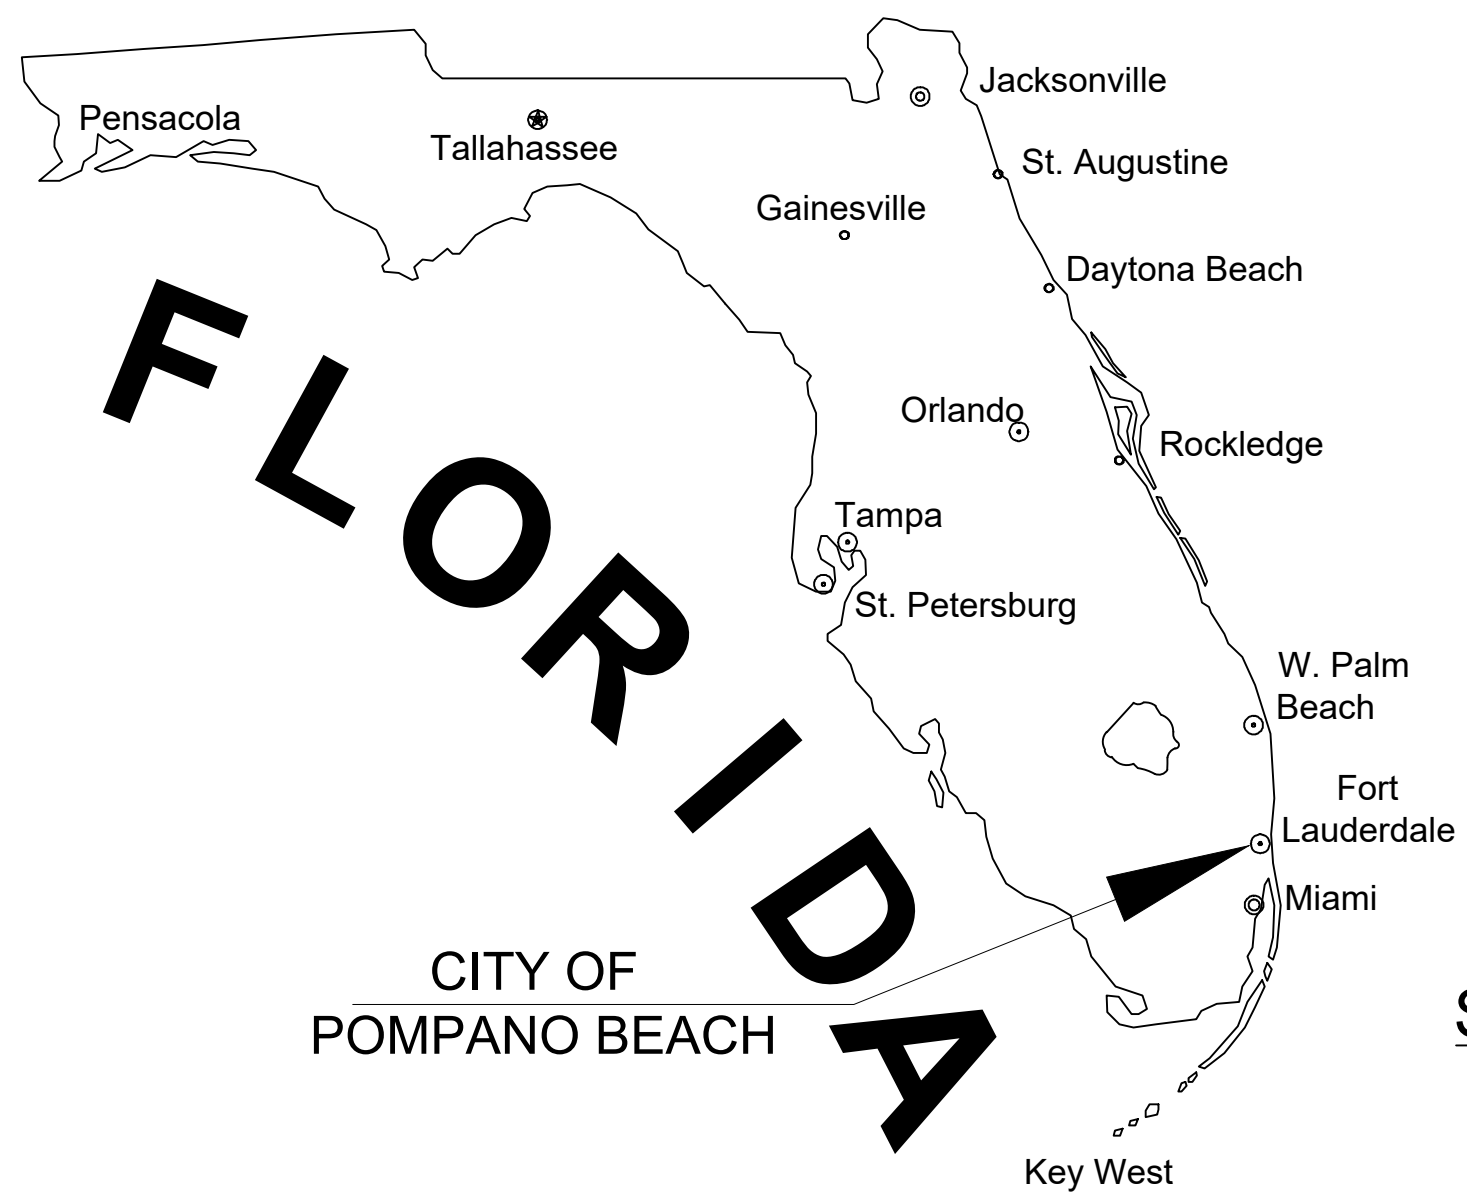 Jacksonville
Pensacola
Tallahassee
St. Augustine
Gainesville
Daytona Beach
Orlando
Rockledge
Tampa
St. Petersburg
W. Palm
Beach
Fort
Lauderdale
Miami
FLORIDA
CITY OF
POMPANO BEACH
Key West